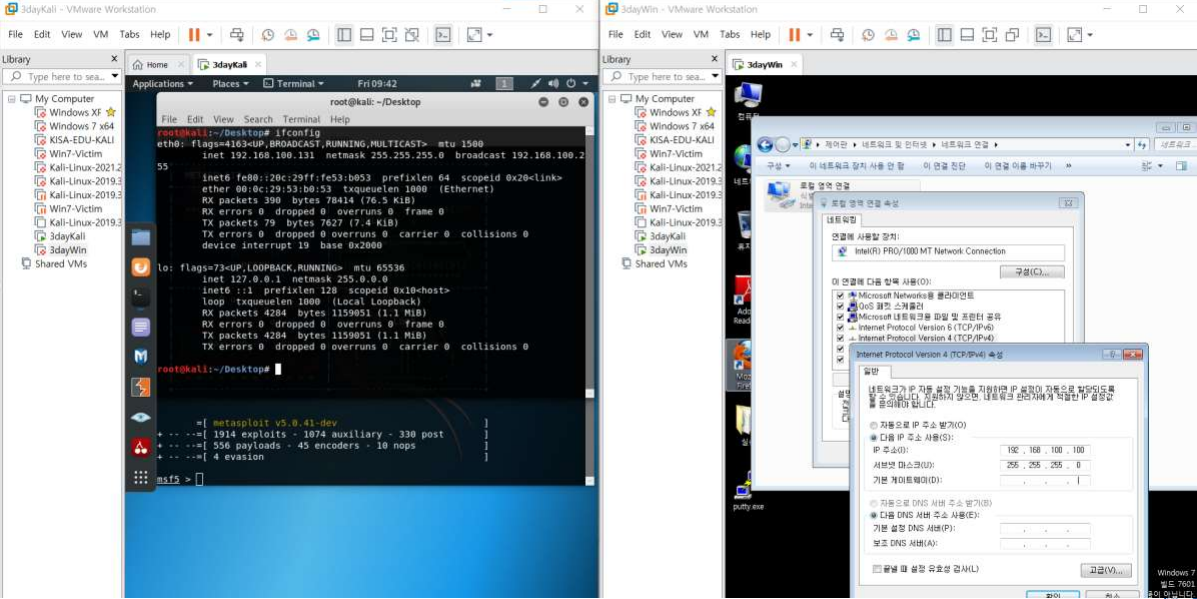 3dayKali - VMware Workstation
File Edit View VM Tabs Help
Library
Type here to sea...
Home
3dayKali
My Computer
Windows XF
Windows 7 x64
KISA-EDU-KALI
Win7-Victim
Kali-Linux-2021.2
Kali-Linux-2019.3
Kali-Linux-2019.3
Win7-Victim
Kali-Linux-2019.3
3dayKali
3dayWin
Shared VMs
Applications Places Terminal Fri 09:42 1
root@kali: ~/Desktop
File Edit View Search Terminal Help
root@kali:~/Desktop# ifconfig
eth0: flags=4163<UP,BROADCAST,RUNNING,MULTICAST> mtu 1500
inet 192.168.100.131 netmask 255.255.255.0 broadcast 192.168.100.2
55
inet6 fe80::20c:29ff:fe53:b053 prefixlen 64 scopeid 0x20<link>
ether 00:0c:29:53:b0:53 txqueuelen 1000 (Ethernet)
RX packets 390 bytes 78414 (76.5 KiB)
RX errors 0 dropped 0 overruns 0 frame 0
TX packets 79 bytes 7627 (7.4 KiB)
TX errors 0 dropped 0 overruns 0 carrier 0 collisions 0
device interrupt 19 base 0x2000
lo: flags=73<UP,LOOPBACK,RUNNING> mtu 65536
inet 127.0.0.1 netmask 255.0.0.0
inet6 ::1 prefixlen 128 scopeid 0x10<host>
loop txqueuelen 1000 (Local Loopback)
RX packets 4284 bytes 1159051 (1.1 MiB)
RX errors 0 dropped 0 overruns 0 frame 0
TX packets 4284 bytes 1159051 (1.1 MiB)
TX errors 0 dropped 0 overruns 0 carrier 0 collisions 0
root@kali:~/Desktop#
=[ metasploit v5.0.41-dev ]
+ -- --=[ 1914 exploits - 1074 auxiliary - 330 post ]
+ -- --=[ 556 payloads - 45 encoders - 10 nops ]
+ -- --=[ 4 evasion ]
msf5 >
3dayWin - VMware Workstation
File Edit View VM Tabs Help
Library
Type here to sea...
3dayWin
My Computer
Windows XF
Windows 7 x64
KISA-EDU-KALI
Win7-Victim
Kali-Linux-2021.2
Kali-Linux-2019.3
Kali-Linux-2019.3
Win7-Victim
Kali-Linux-2019.3
3dayKali
3dayWin
Shared VMs
putty.exe
제어판 ▸ 네트워크 및 인터넷 ▸ 네트워크 연결 ▸
구성 이 네트워크 장치 사용 안 함 이 연결 진단 이 연결 이름 바꾸기 »
로컬 영역 연결
로컬 영역 연결 속성
네트워킹
연결에 사용할 장치:
Intel(R) PRO/1000 MT Network Connection
구성(C)...
이 연결에 다음 항목 사용(O):
Microsoft Networks용 클라이언트
QoS 패킷 스케줄러
Microsoft 네트워크용 파일 및 프린터 공유
Internet Protocol Version 6 (TCP/IPv6)
Internet Protocol Version 4 (TCP/IPv4)
Internet Protocol Version 4 (TCP/IPv4) 속성
일반
네트워크가 IP 자동 설정 기능을 지원하면 IP 설정이 자동으로 할당되도록
할 수 있습니다. 지원하지 않으면, 네트워크 관리자에게 적절한 IP 설정값
을 문의해야 합니다.
자동으로 IP 주소 받기(O)
다음 IP 주소 사용(S):
IP 주소(I): 192 . 168 . 100 . 100
서브넷 마스크(U): 255 . 255 . 255 . 0
기본 게이트웨이(D): . . .
자동으로 DNS 서버 주소 받기(B)
다음 DNS 서버 주소 사용(E):
기본 설정 DNS 서버(P): . . .
보조 DNS 서버(A): . . .
끝낼 때 설정 유효성 검사(L)
고급(V)...
확인 취소
Windows 7
빌드 7601